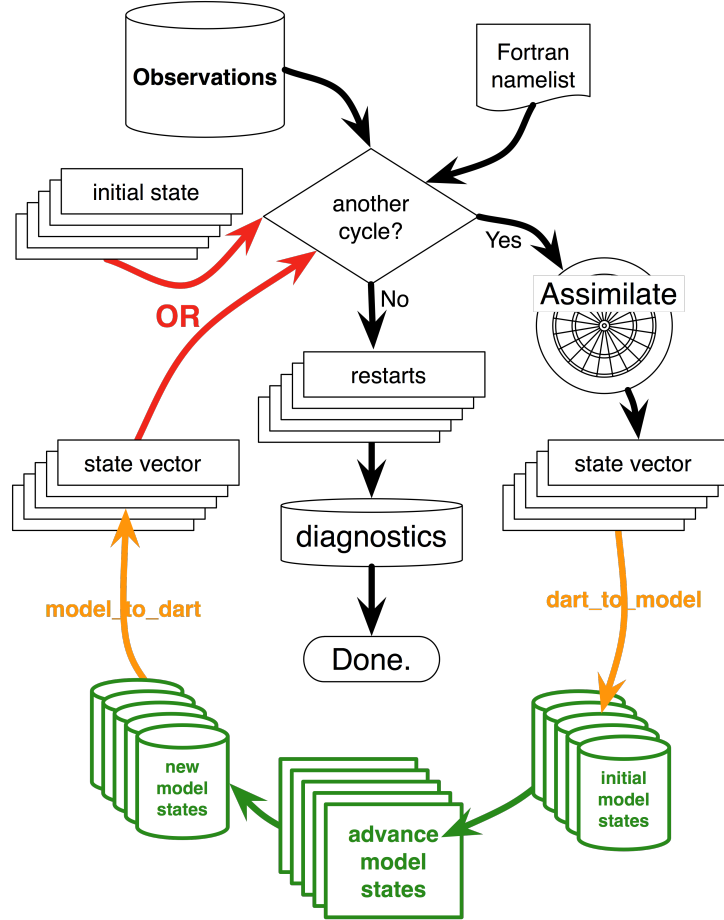 Observations
Fortran
namelist
initial state
another
cycle?
Yes
Assimilate
OR
No
restarts
state vector
state vector
diagnostics
model_to_dart
dart_to_model
Done.
new
model
states
initial
model
states
advance
model
states